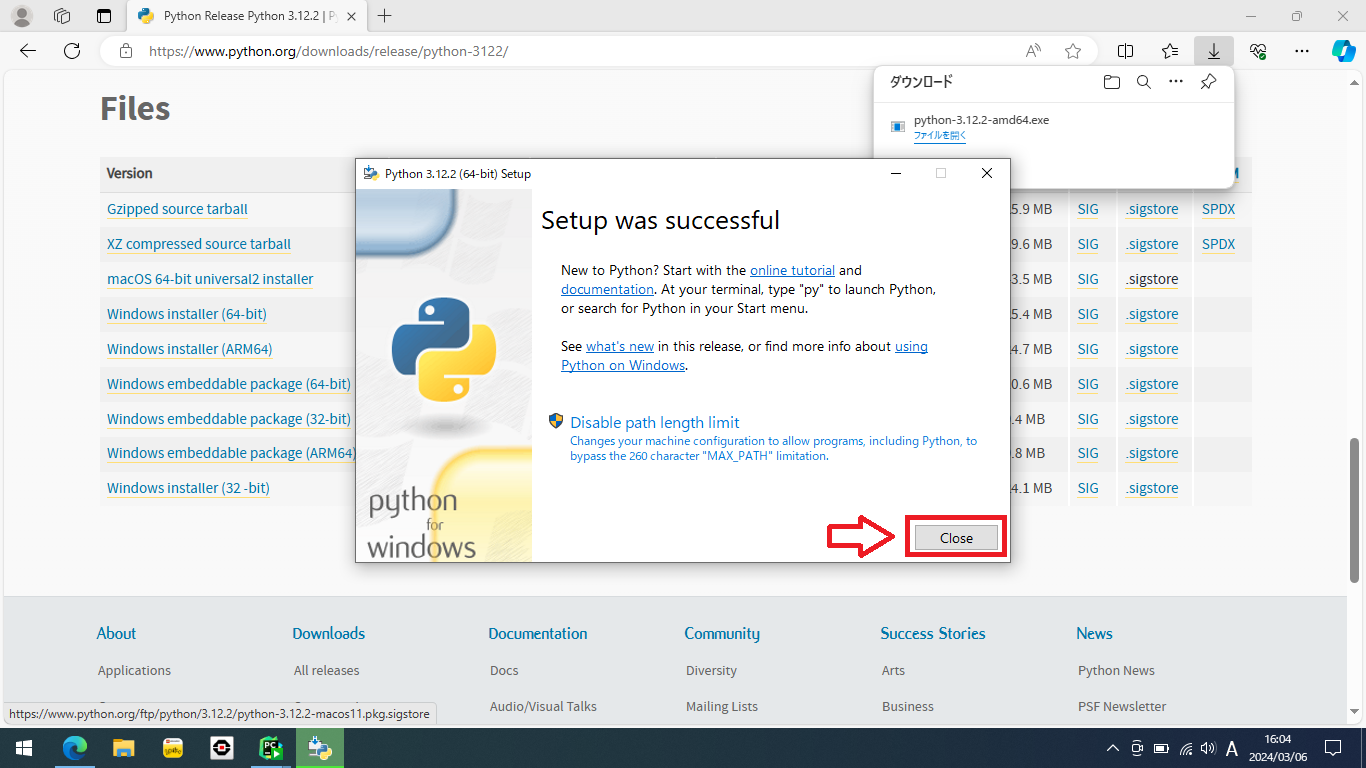 Python Release Python 3.12.2 | Py
https://www.python.org/downloads/release/python-3122/
ダウンロード
python-3.12.2-amd64.exe
ファイルを開く
Files
Version
Gzipped source tarball
5.9 MB SIG .sigstore SPDX
XZ compressed source tarball
9.6 MB SIG .sigstore SPDX
macOS 64-bit universal2 installer
3.5 MB SIG .sigstore
Windows installer (64-bit)
5.4 MB SIG .sigstore
Windows installer (ARM64)
4.7 MB SIG .sigstore
Windows embeddable package (64-bit)
0.6 MB SIG .sigstore
Windows embeddable package (32-bit)
.4 MB SIG .sigstore
Windows embeddable package (ARM64)
.8 MB SIG .sigstore
Windows installer (32 -bit)
4.1 MB SIG .sigstore
Python 3.12.2 (64-bit) Setup
Setup was successful
New to Python? Start with the online tutorial and
documentation. At your terminal, type "py" to launch Python,
or search for Python in your Start menu.
See what's new in this release, or find more info about using
Python on Windows.
Disable path length limit
Changes your machine configuration to allow programs, including Python, to
bypass the 260 character "MAX_PATH" limitation.
python
for
windows
Close
About Downloads Documentation Community Success Stories News
Applications All releases Docs Diversity Arts Python News
Audio/Visual Talks Mailing Lists Business PSF Newsletter
https://www.python.org/ftp/python/3.12.2/python-3.12.2-macos11.pkg.sigstore
A
16:04
2024/03/06